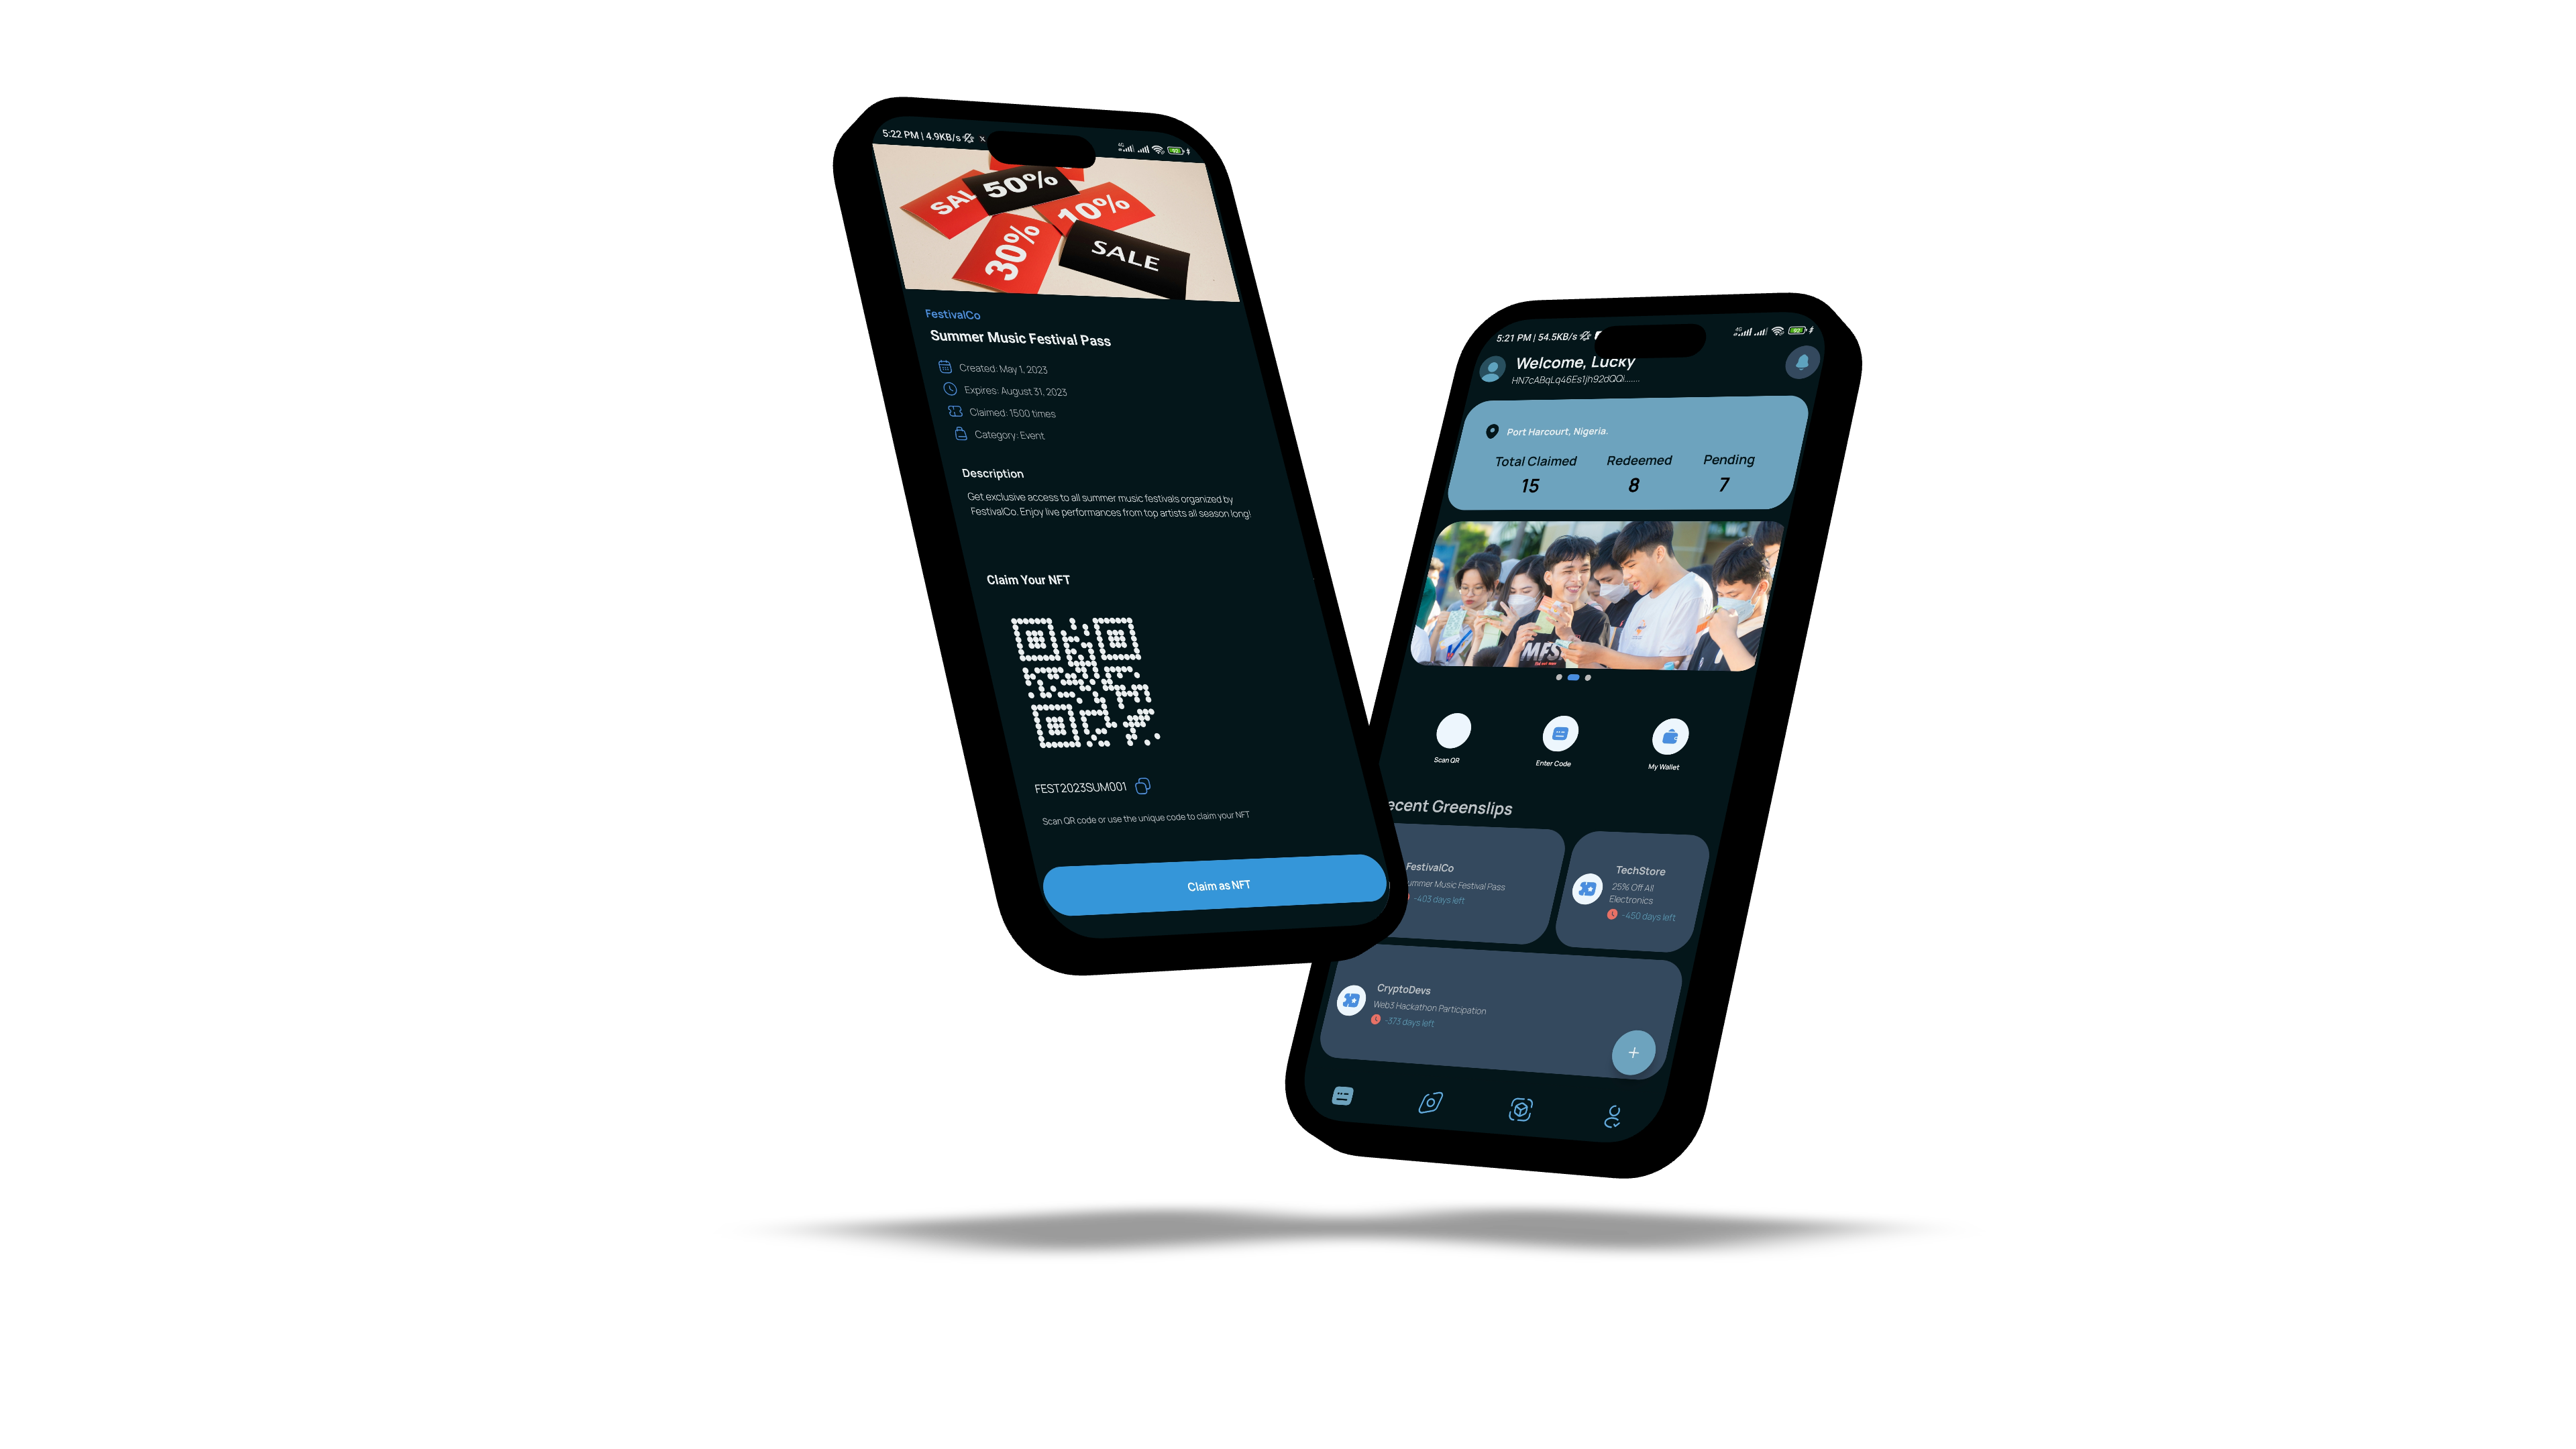 5:22 PM | 4.9KB/s
4G
SAL
50%
10%
30%
SALE
FestivalCo
Summer Music Festival Pass
Created: May 1, 2023
Expires: August 31, 2023
Claimed: 1500 times
Category: Event
Description
Get exclusive access to all summer music festivals organized by
FestivalCo. Enjoy live performances from top artists all season long!
Claim Your NFT
FEST2023SUM001
Scan QR code or use the unique code to claim your NFT
Claim as NFT
5:21 PM | 54.5KB/s
4G
Welcome, Lucky
HN7cABqLq46Es1jh92dQQi.......
Port Harcourt, Nigeria.
Total Claimed Redeemed Pending
15 8 7
MFS
Scan QR Enter Code My Wallet
ecent Greenslips
FestivalCo
ummer Music Festival Pass
-403 days left
TechStore
25% Off All
Electronics
-450 days left
CryptoDevs
Web3 Hackathon Participation
-373 days left